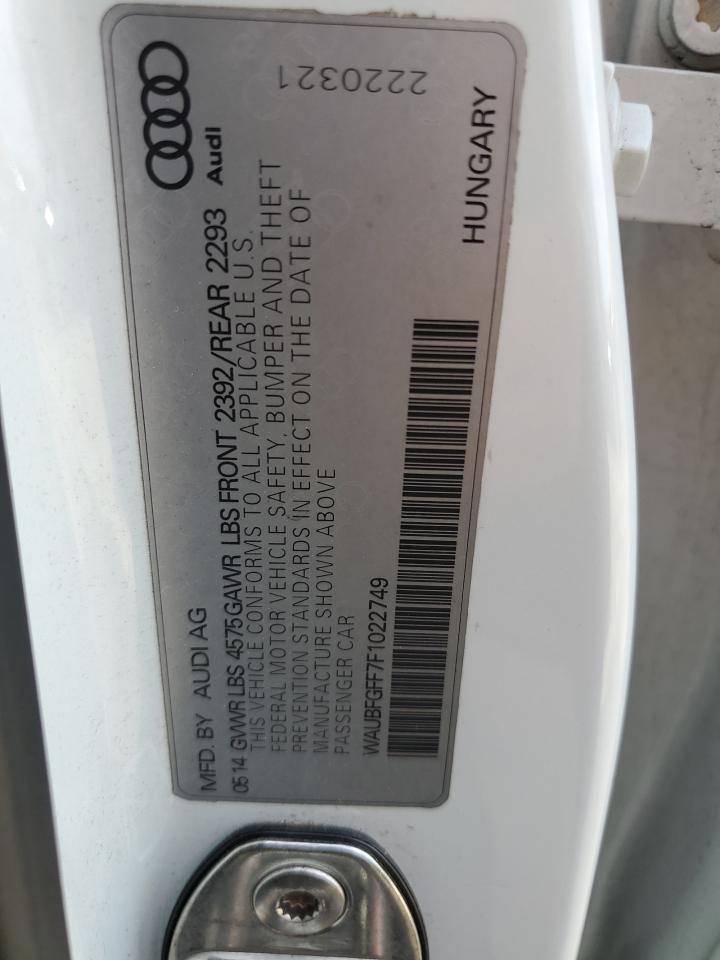 MFD. BY AUDI AG
Audi
0514 GVWR LBS 4575 GAWR LBS FRONT 2392/REAR 2293
THIS VEHICLE CONFORMS TO ALL APPLICABLE U.S.
FEDERAL MOTOR VEHICLE SAFETY, BUMPER AND THEFT
PREVENTION STANDARDS IN EFFECT ON THE DATE OF
MANUFACTURE SHOWN ABOVE
PASSENGER CAR
WAUBFGFF7F1022749
HUNGARY
2220321